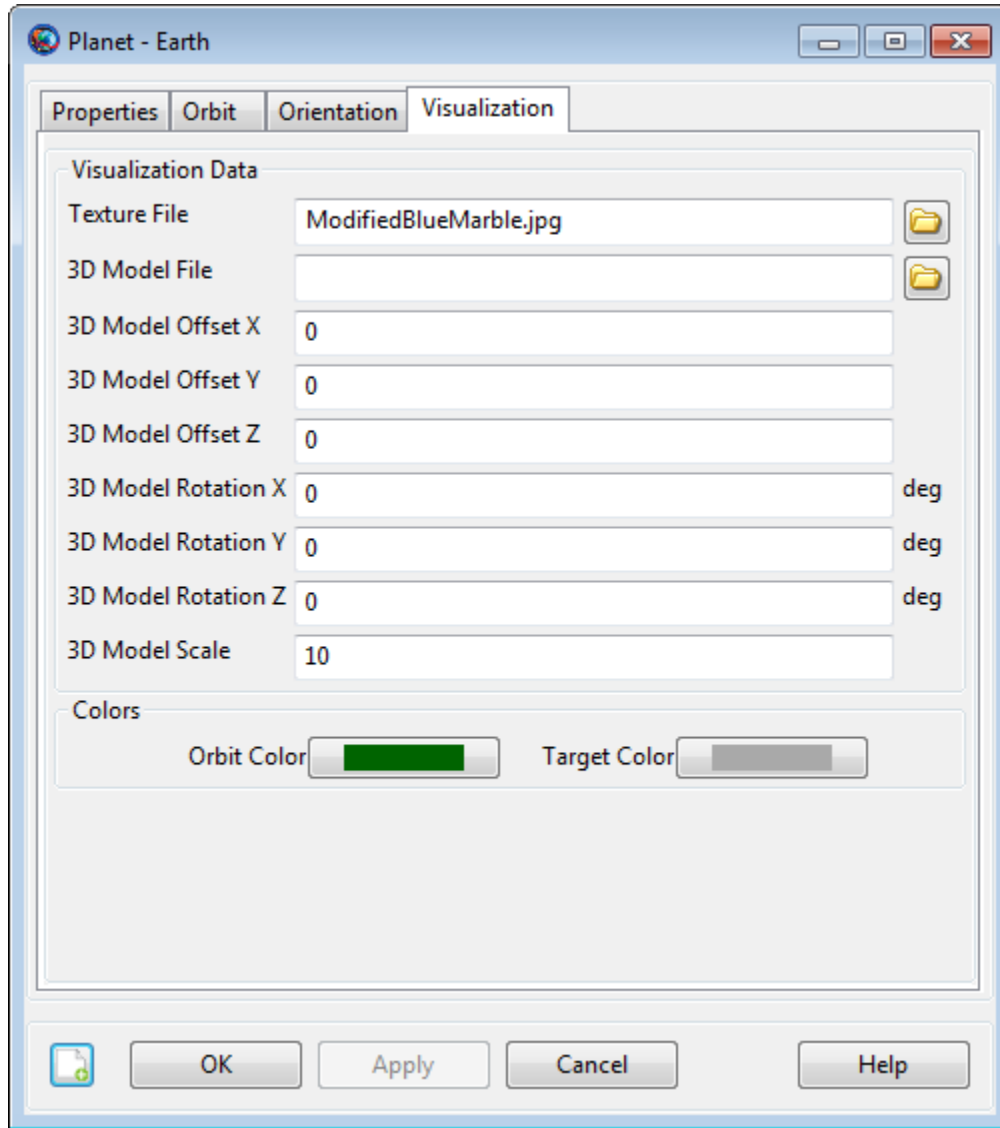 Planet - Earth
Properties Orbit Orientation Visualization
Visualization Data
Texture File ModifiedBlueMarble.jpg
3D Model File
3D Model Offset X 0
3D Model Offset Y 0
3D Model Offset Z 0
3D Model Rotation X 0 deg
3D Model Rotation Y 0 deg
3D Model Rotation Z 0 deg
3D Model Scale 10
Colors
Orbit Color Target Color
OK Apply Cancel Help